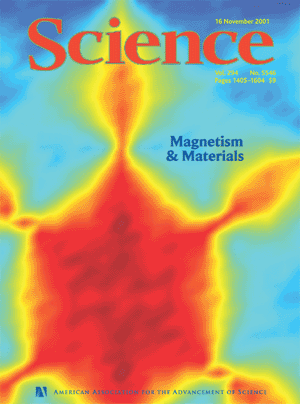 16 November 2001
Science
Vol. 294 No. 5546
Pages 1405–1604 $9
Magnetism
& Materials
AMERICAN ASSOCIATION FOR THE ADVANCEMENT OF SCIENCE